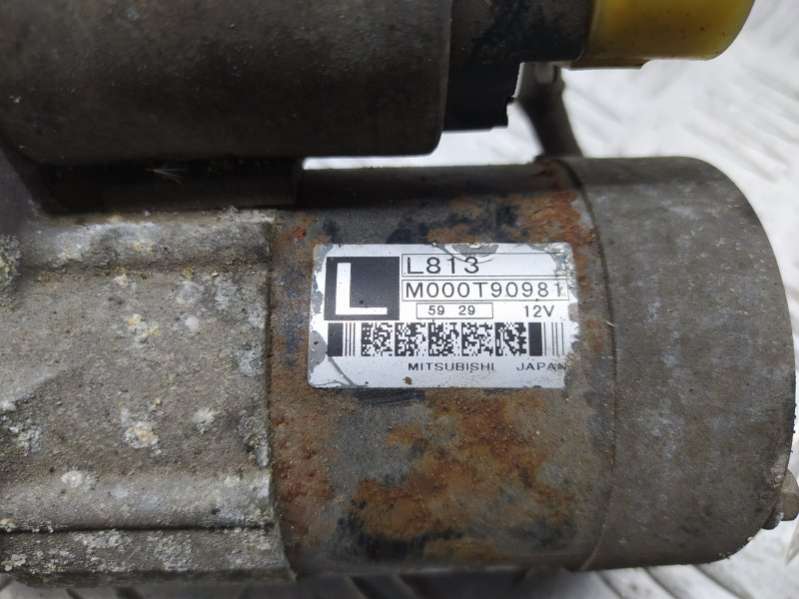 L
L813
M000T90981
59 29 12V
MITSUBISHI JAPAN